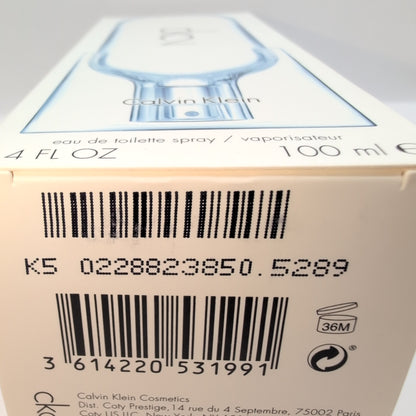 Calvin Klein
eau de toilette spray / vaporisateur
4 FL OZ 100 ml e
K5 0228823850.5289
36M
3 614220 531991
Calvin Klein Cosmetics
Dist. Coty Prestige, 14 rue du 4 Septembre, 75002 Paris
ck